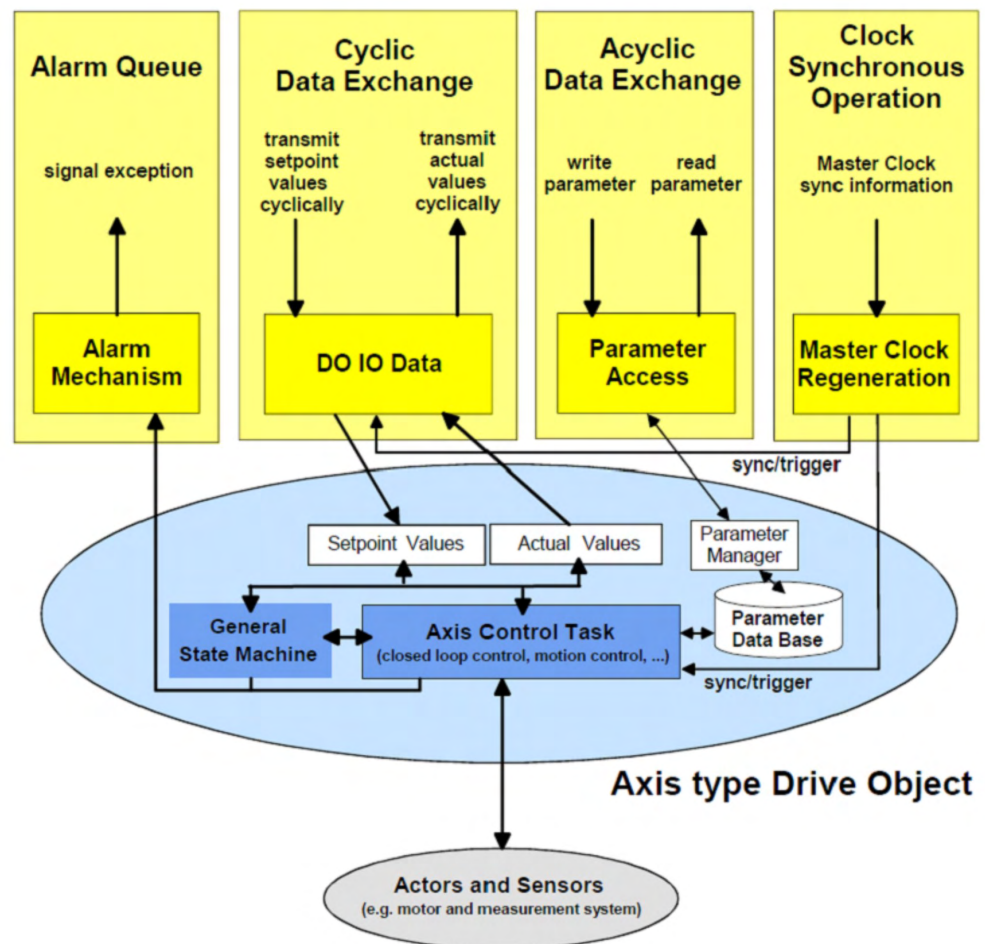 Alarm Queue
signal exception
Alarm
Mechanism
Cyclic
Data Exchange
transmit
setpoint
values
cyclically
transmit
actual
values
cyclically
DO IO Data
Acyclic
Data Exchange
write
parameter
read
parameter
Parameter
Access
Clock
Synchronous
Operation
Master Clock
sync information
Master Clock
Regeneration
sync/trigger
Setpoint Values
Actual Values
Parameter
Manager
General
State Machine
Axis Control Task
(closed loop control, motion control, ...)
Parameter
Data Base
sync/trigger
Axis type Drive Object
Actors and Sensors
(e.g. motor and measurement system)